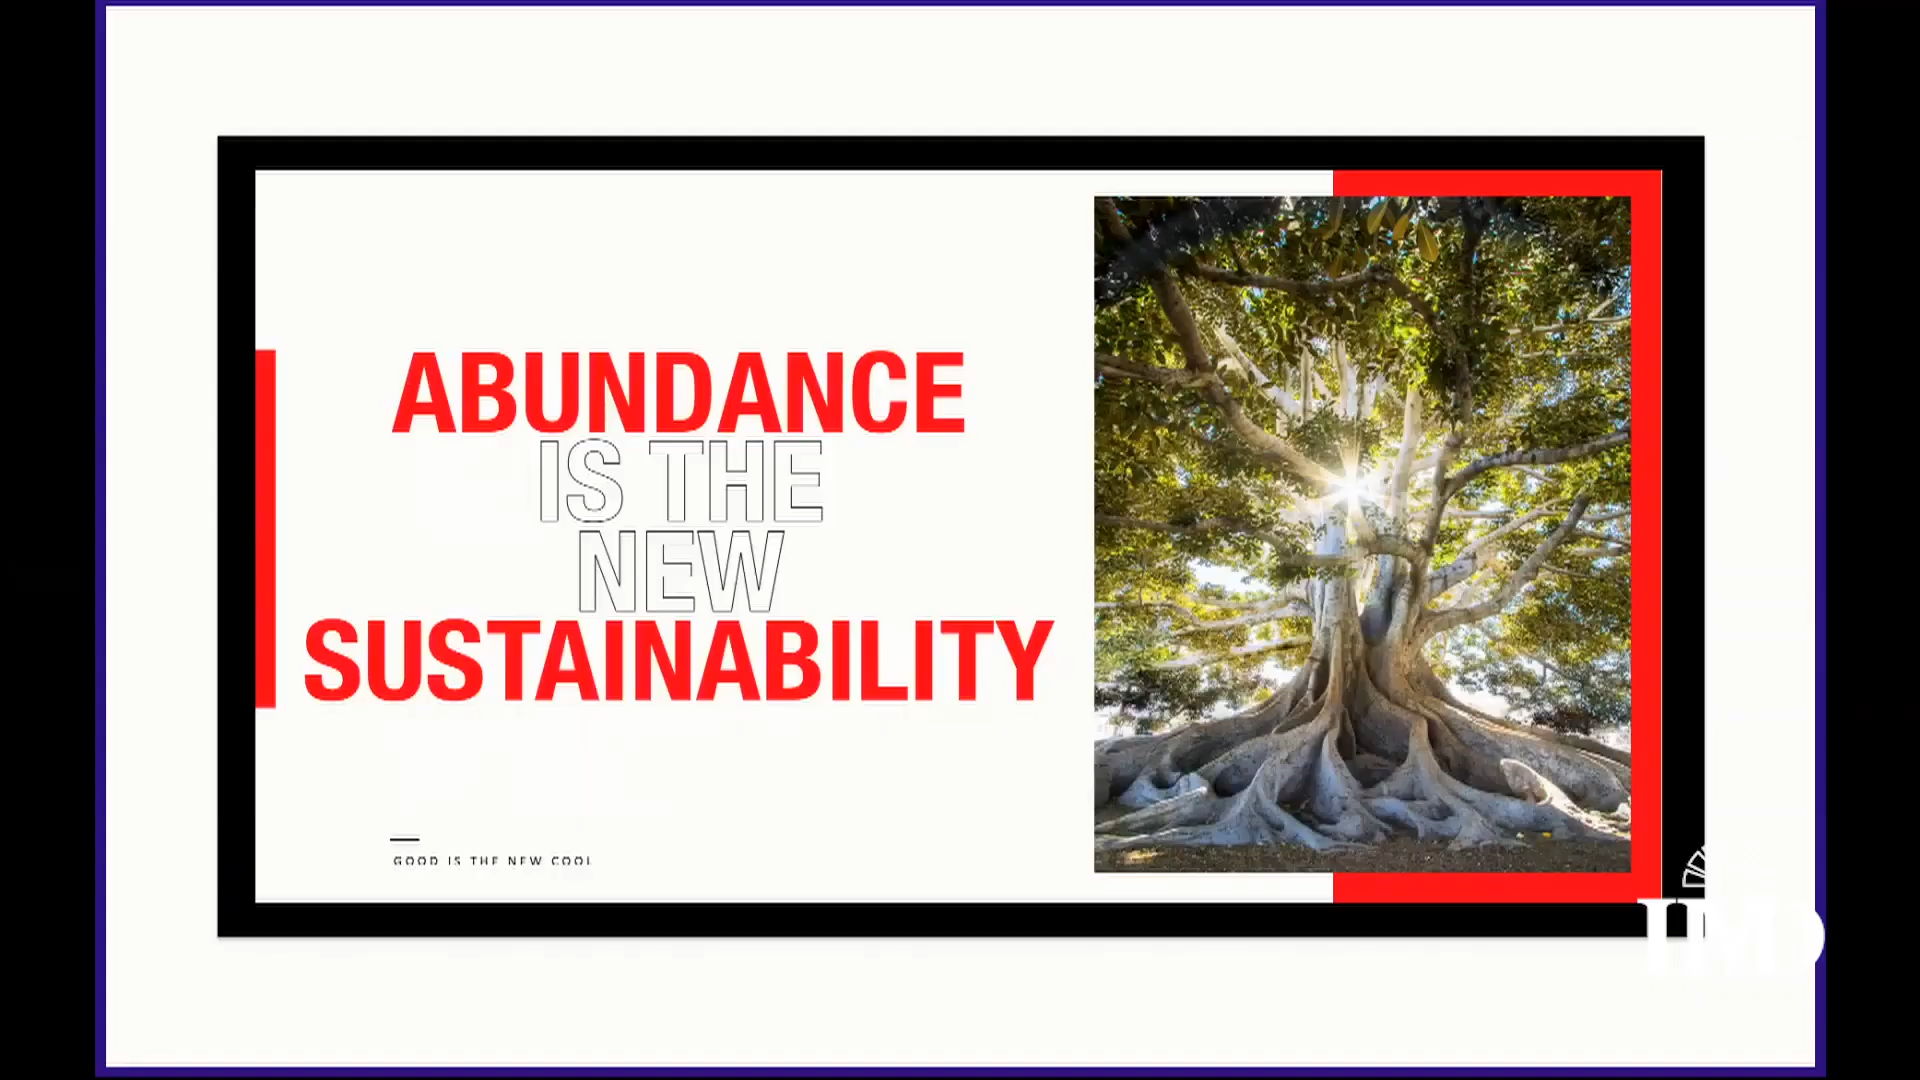 ABUNDANCE
IS THE
NEW
SUSTAINABILITY
GOOD IS THE NEW COOL